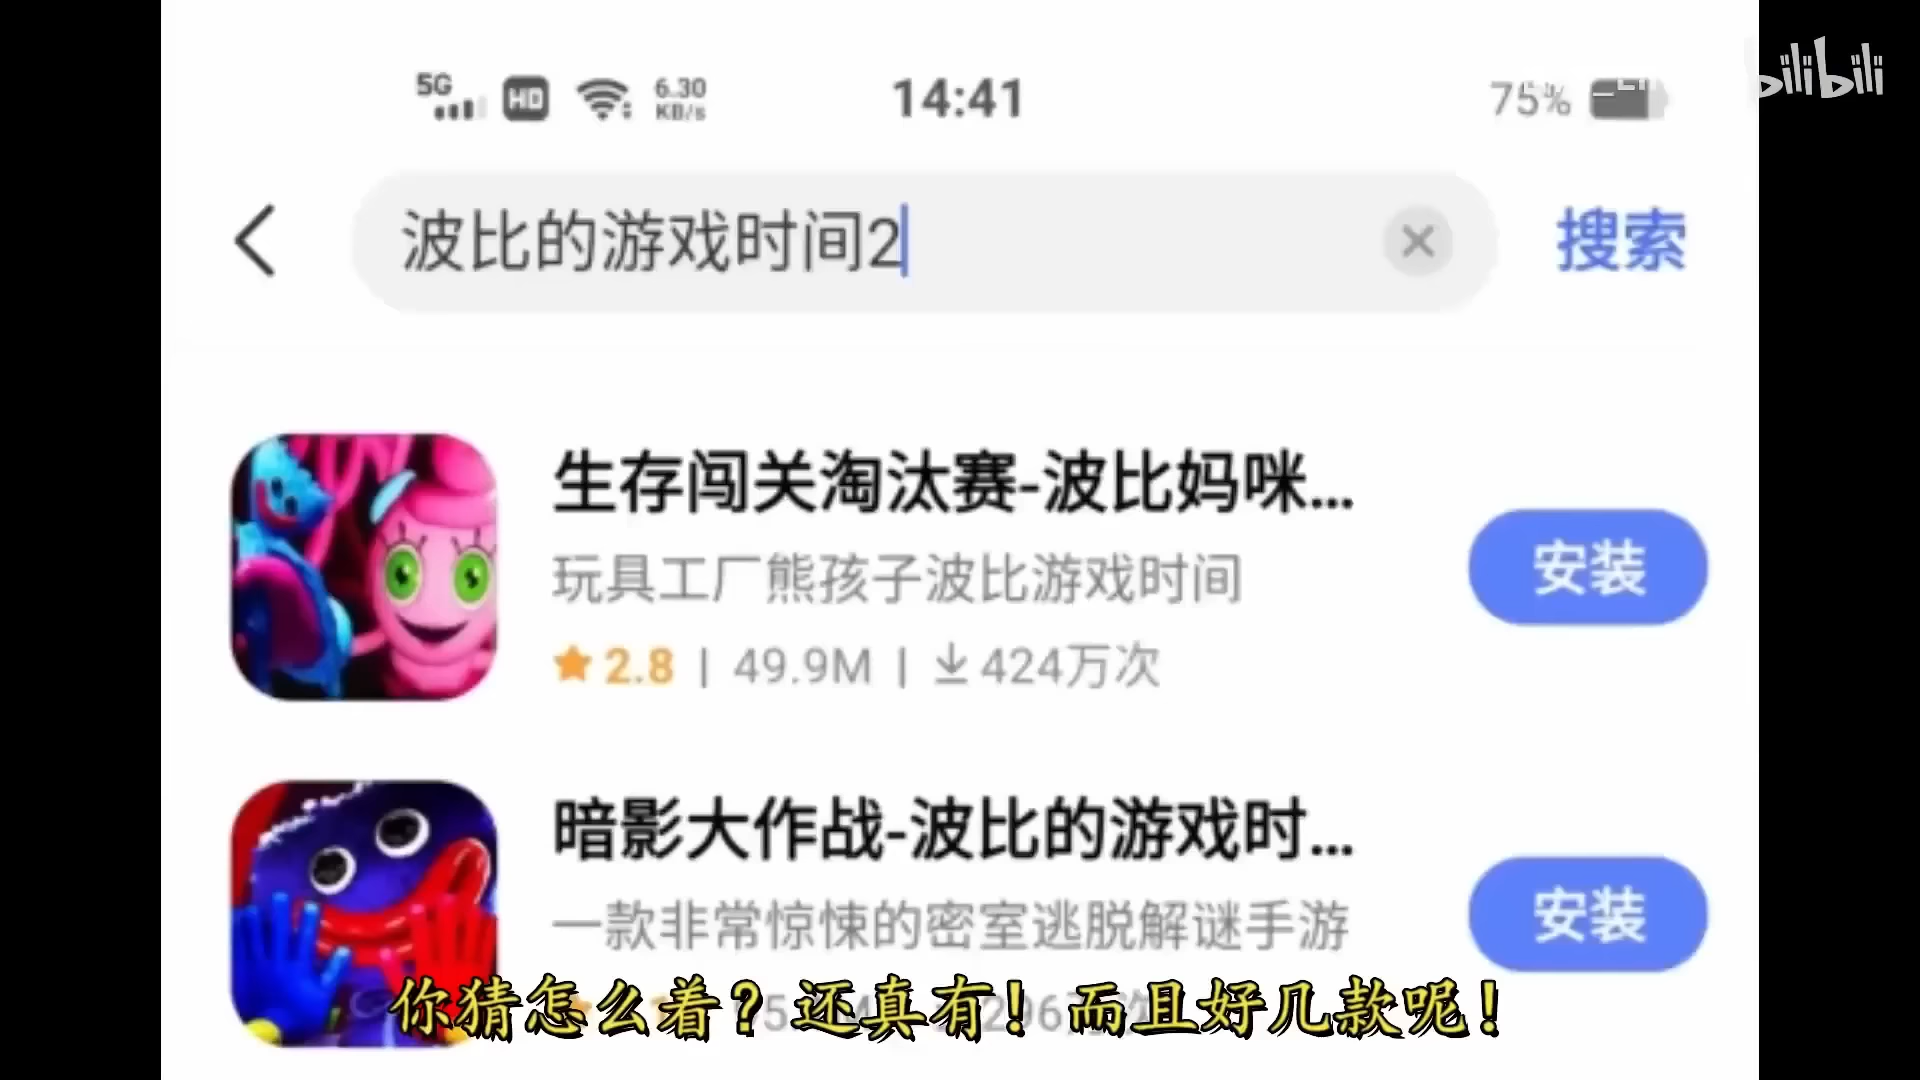 5G HD 6.30 KB/s 14:41 75%
bilibili
波比的游戏时间2 搜索
生存闯关淘汰赛-波比妈咪...
玩具工厂熊孩子波比游戏时间
2.8 | 49.9M | 424万次
安装
暗影大作战-波比的游戏时...
一款非常惊悚的密室逃脱解谜手游
安装
你猜怎么着？还真有！而且好几款呢！